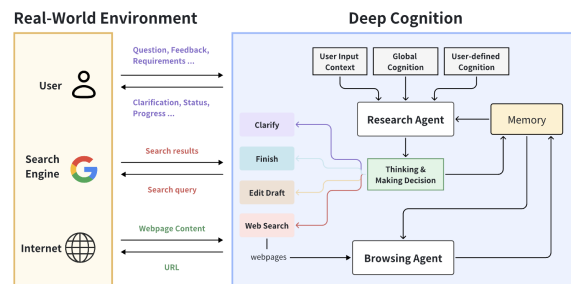 Real-World Environment
Deep Cognition
Question, Feedback,
Requirements ...
User
Clarification, Status,
Progress ...
Search
Engine
Search results
Search query
Internet
Webpage Content
URL
User Input
Context
Global
Cognition
User-defined
Cognition
Research Agent
Memory
Clarify
Finish
Edit Draft
Web Search
Thinking &
Making Decision
webpages
Browsing Agent